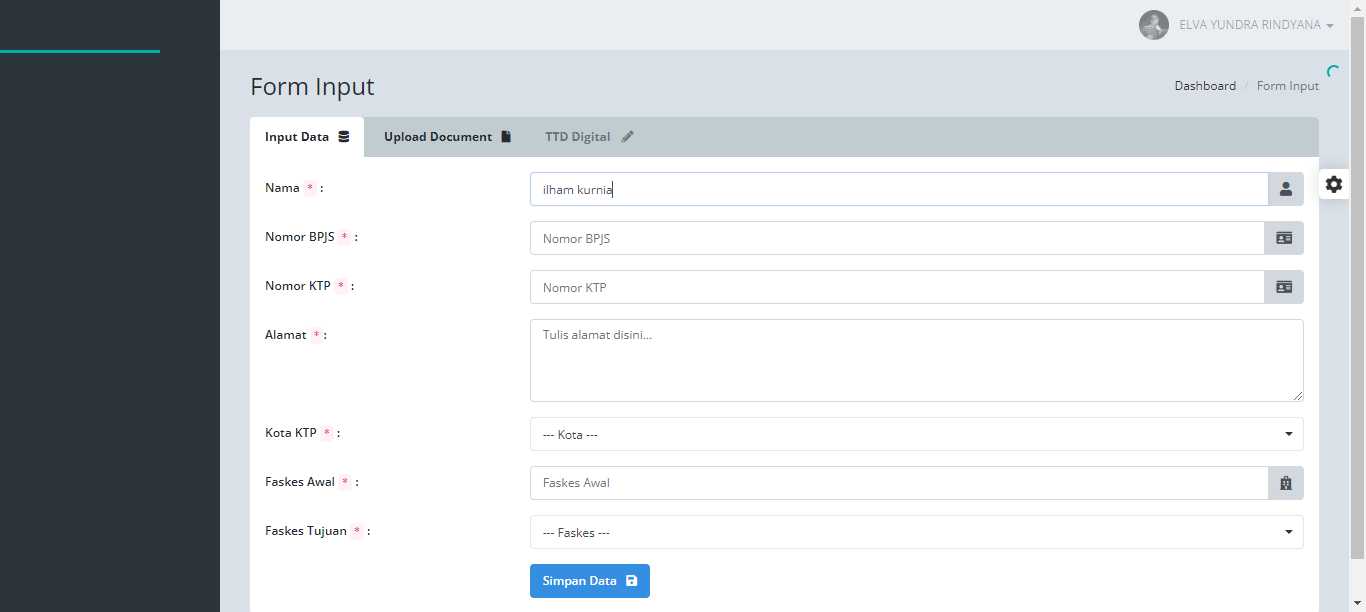 ELVA YUNDRA RINDYANA
Form Input
Dashboard / Form Input
Input Data
Upload Document
TTD Digital
Nama * :
ilham kurnia
Nomor BPJS * :
Nomor BPJS
Nomor KTP * :
Nomor KTP
Alamat * :
Tulis alamat disini...
Kota KTP * :
--- Kota ---
Faskes Awal * :
Faskes Awal
Faskes Tujuan * :
--- Faskes ---
Simpan Data